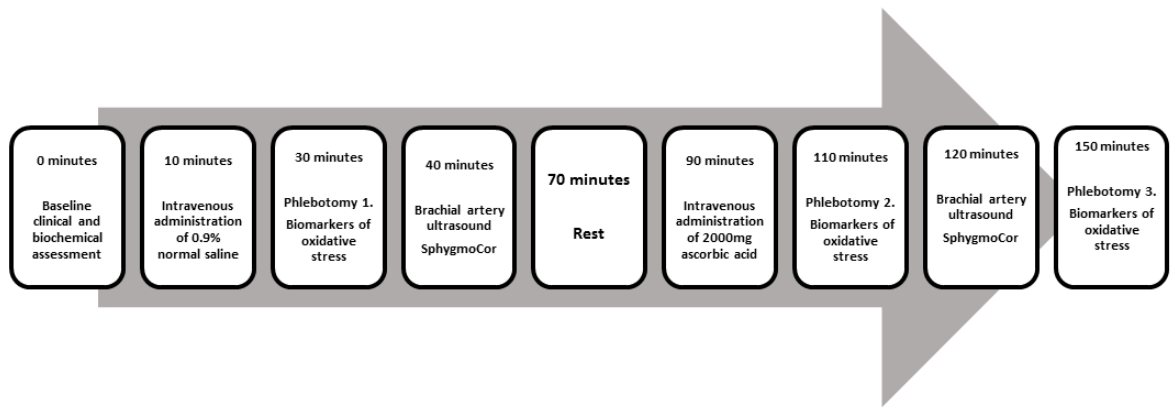 0 minutes
Baseline
clinical and
biochemical
assessment
10 minutes
Intravenous
administration
of 0.9%
normal saline
30 minutes
Phlebotomy 1.
Biomarkers of
oxidative
stress
40 minutes
Brachial artery
ultrasound
SphygmoCor
70 minutes
Rest
90 minutes
Intravenous
administration
of 2000mg
ascorbic acid
110 minutes
Phlebotomy 2.
Biomarkers of
oxidative
stress
120 minutes
Brachial artery
ultrasound
SphygmoCor
150 minutes
Phlebotomy 3.
Biomarkers of
oxidative
stress